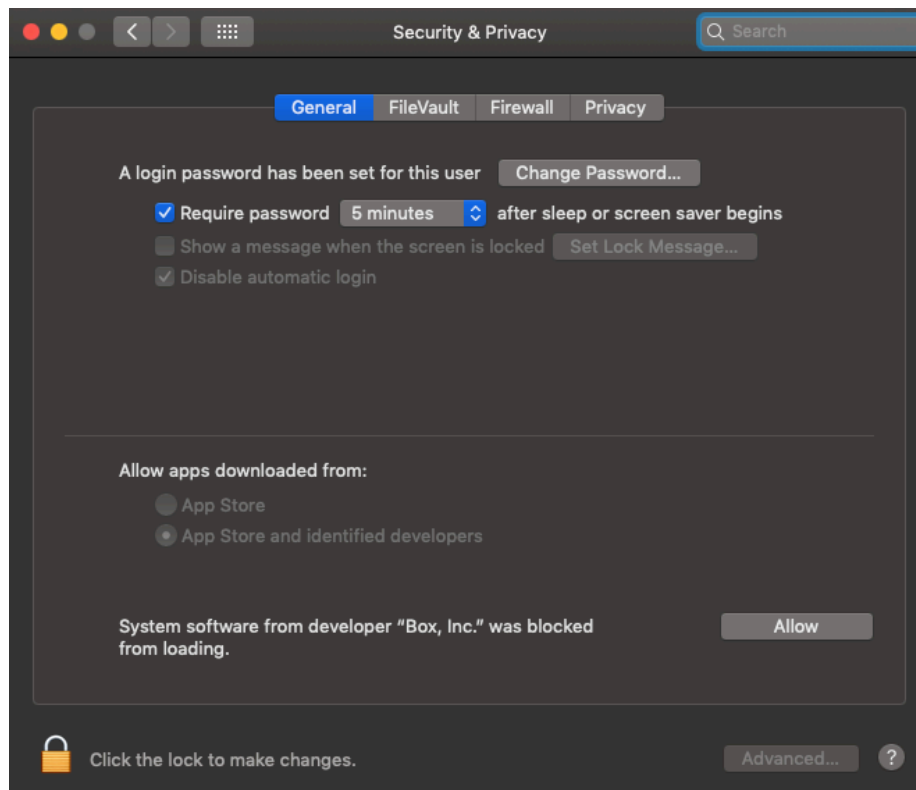 Security & Privacy
Search
General FileVault Firewall Privacy
A login password has been set for this user Change Password...
Require password 5 minutes after sleep or screen saver begins
Show a message when the screen is locked Set Lock Message...
Disable automatic login
Allow apps downloaded from:
App Store
App Store and identified developers
System software from developer “Box, Inc.” was blocked
from loading.
Allow
Click the lock to make changes.
Advanced...
?